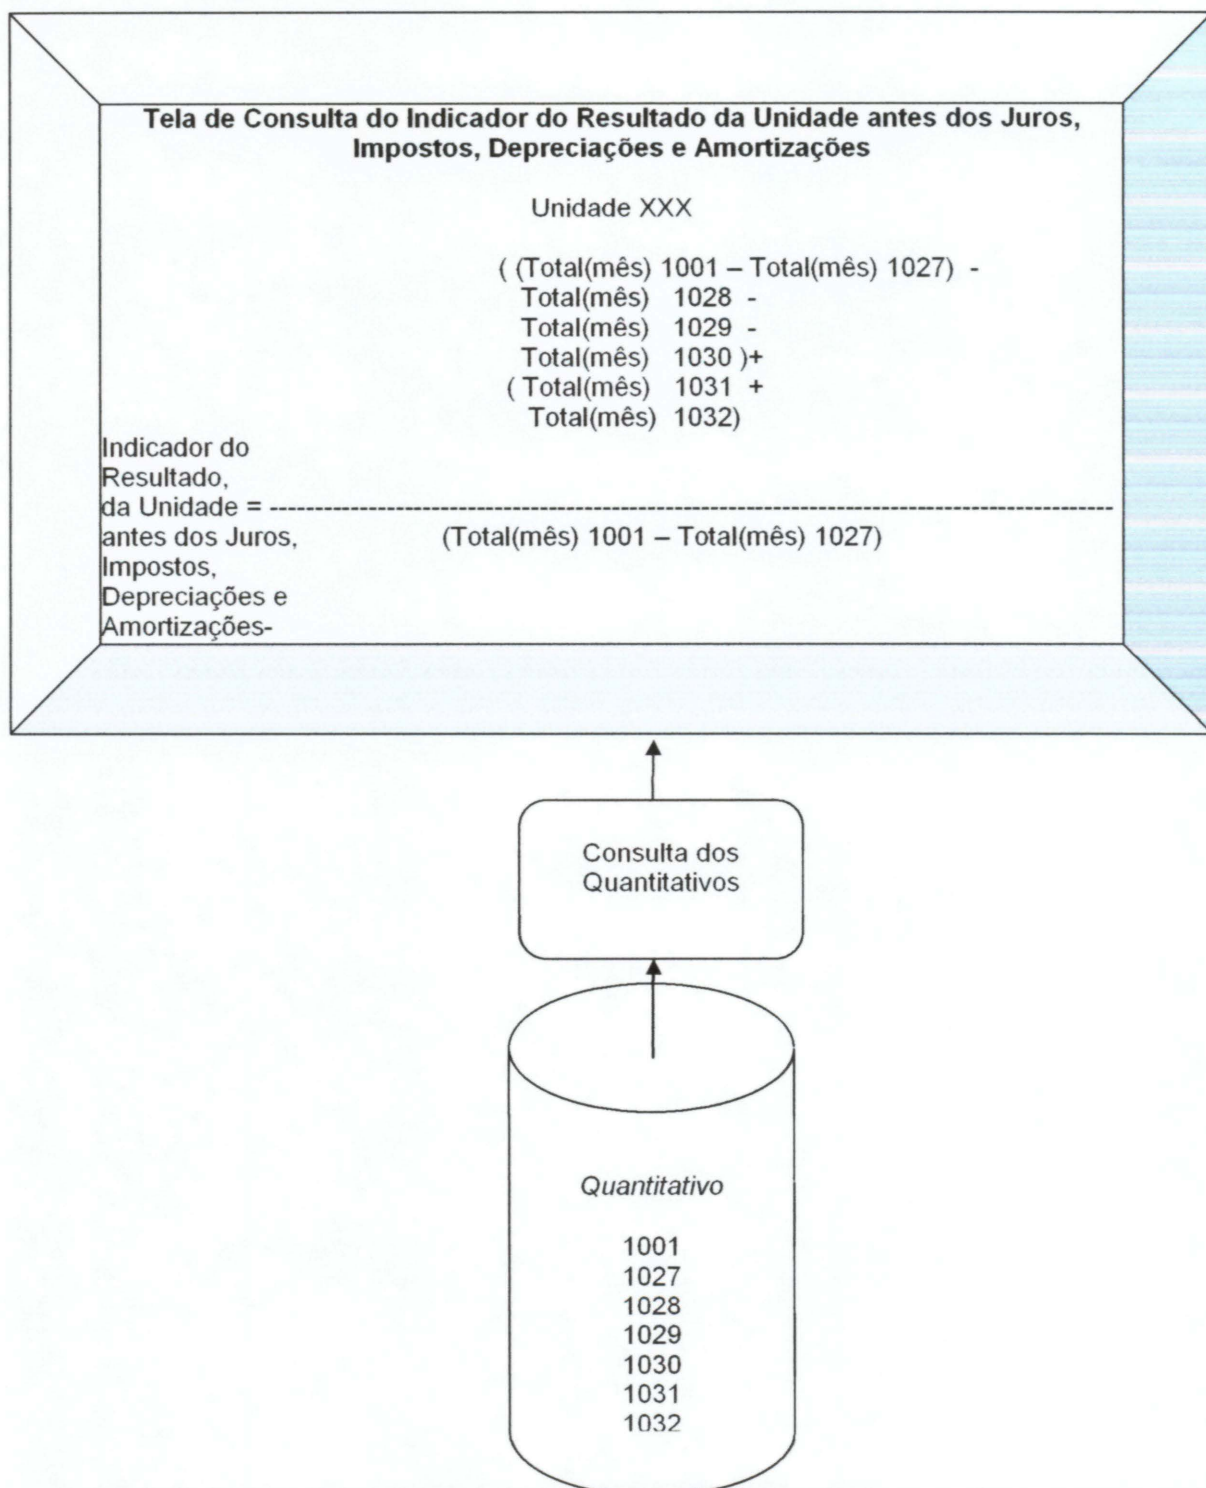 Tela de Consulta do Indicador do Resultado da Unidade antes dos Juros,
Impostos, Depreciações e Amortizações
Unidade XXX
( (Total(mês) 1001 – Total(mês) 1027) -
Total(mês) 1028 -
Total(mês) 1029 -
Total(mês) 1030 )+
( Total(mês) 1031 +
Total(mês) 1032)
Indicador do
Resultado,
da Unidade = ---------------------------------------------------------------------------------------------
antes dos Juros, (Total(mês) 1001 – Total(mês) 1027)
Impostos,
Depreciações e
Amortizações-
Consulta dos
Quantitativos
Quantitativo
1001
1027
1028
1029
1030
1031
1032